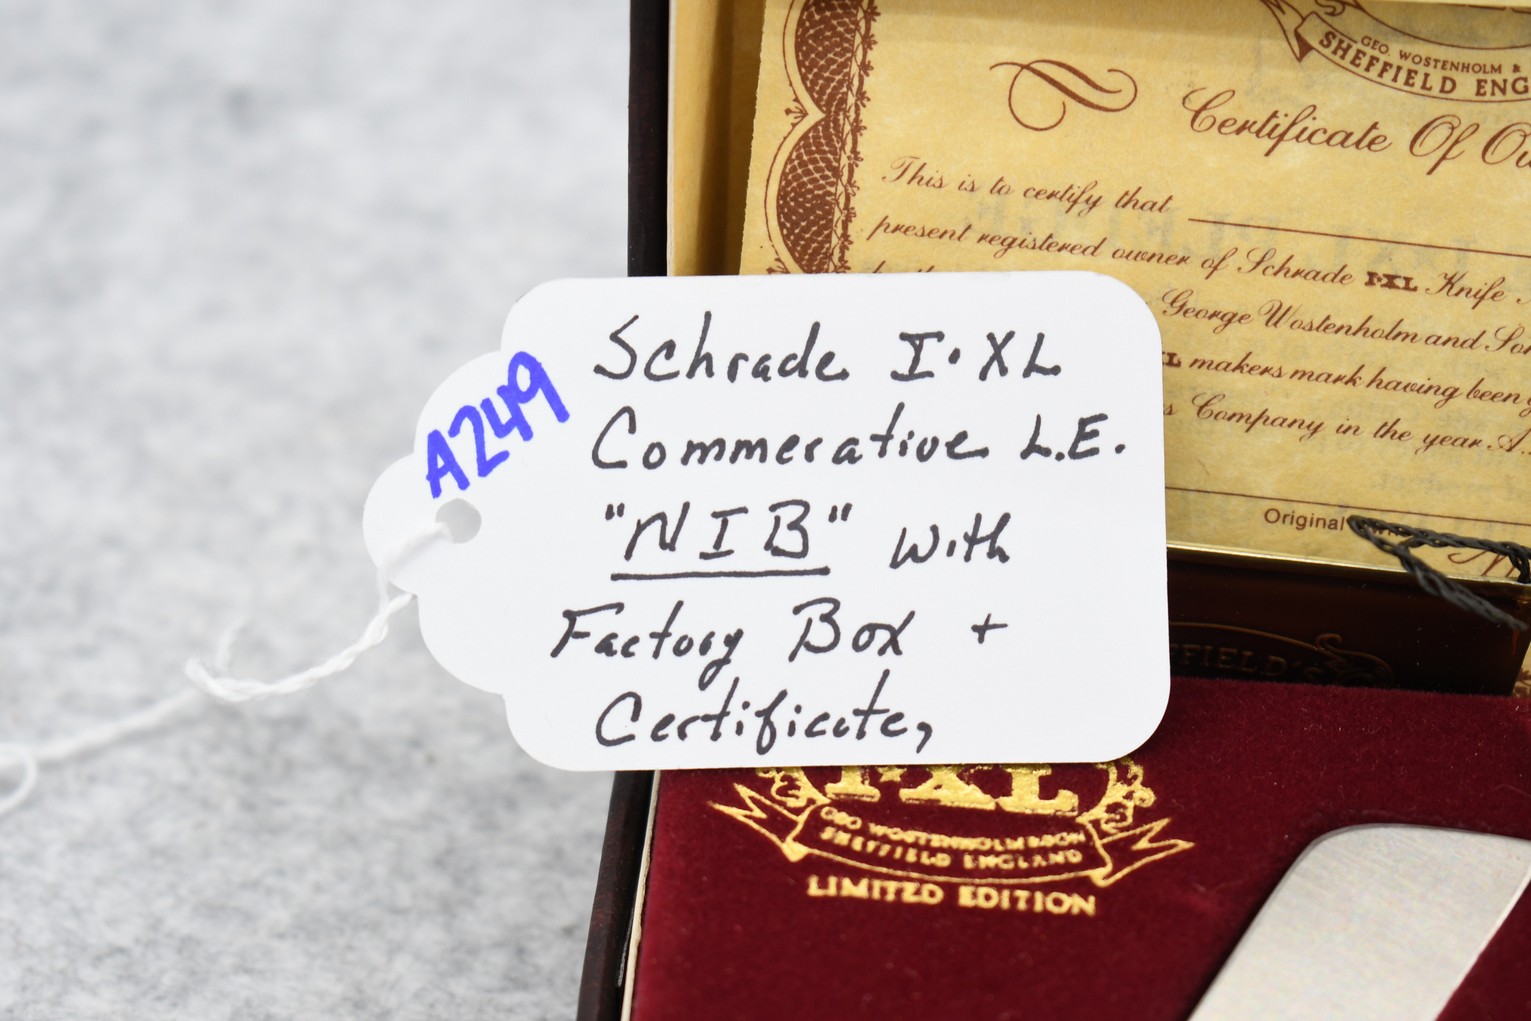 GEO. WOSTENHOLM &
SHEFFIELD ENG
Certificate Of
This is to certify that
present registered owner of Schrade I·XL Knife
George Wostenholm and Son
makers mark having been
Company in the year A.
Original
A249
Schrade I·XL
Commerative L.E.
"NIB" with
Factory Box +
Certificate,
I·XL
GEO WOSTENHOLM & SON
SHEFFIELD ENGLAND
LIMITED EDITION